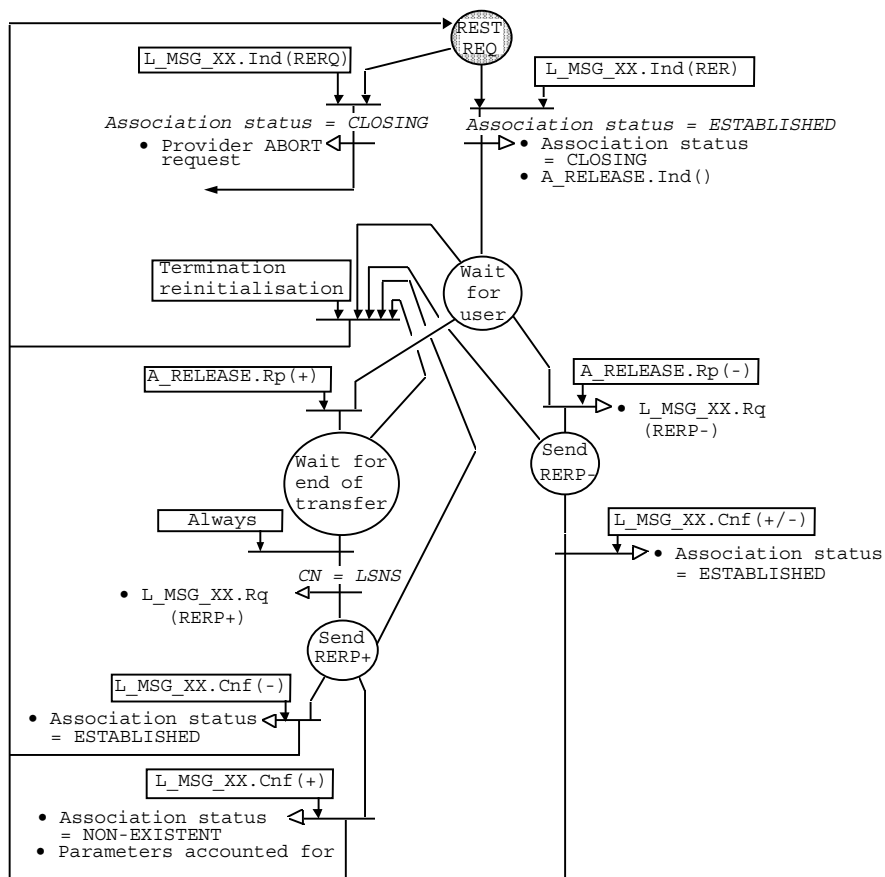 REST
REQ
L_MSG_XX.Ind(RERQ)
L_MSG_XX.Ind(RER)
Association status = CLOSING
Association status = ESTABLISHED
• Provider ABORT
request
• Association status
= CLOSING
• A_RELEASE.Ind()
Termination
reinitialisation
Wait
for
user
A_RELEASE.Rp(+)
A_RELEASE.Rp(-)
• L_MSG_XX.Rq
(RERP-)
Wait for
end of
transfer
Send
RERP-
Always
L_MSG_XX.Cnf(+/-)
• Association status
= ESTABLISHED
CN = LSNS
• L_MSG_XX.Rq
(RERP+)
Send
RERP+
L_MSG_XX.Cnf(-)
• Association status
= ESTABLISHED
L_MSG_XX.Cnf(+)
• Association status
= NON-EXISTENT
• Parameters accounted for